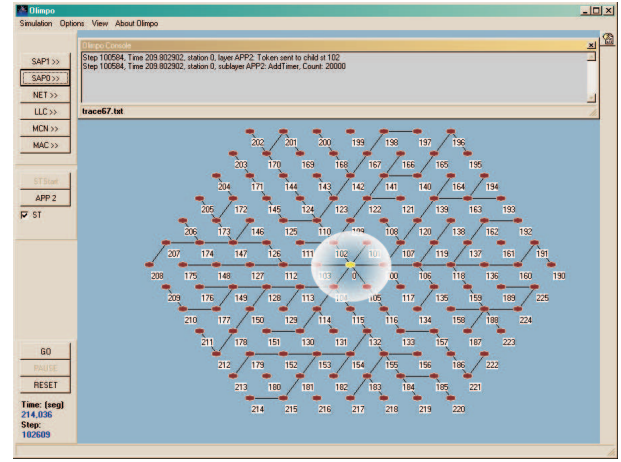 Olimpo
Simulation Options View About Olimpo
Olimpo Console
Step 100584, Time 209.802902, station 0, layer APP2: Token sent to child st 102
Step 100584, Time 209.802902, station 0, sublayer APP2: AddTimer, Count: 20000
trace67.txt
SAP1 >>
SAP0 >>
NET >>
LLC >>
MCN >>
MAC >>
APP 2
ST
GO
PAUSE
RESET
Time: (seg)
214,036
Step:
102609
202 201 200 199 198 197 196
203 170 169 168 167 166 165 195
204 171 144 143 142 141 140 164 194
205 172 145 124 123 122 121 139 163 193
206 173 146 125 110 109 108 120 138 162 192
207 174 147 126 111 102 107 119 137 161 191
208 175 148 127 112 103 0 00 106 118 136 160 190
209 176 149 128 113 104 105 117 135 159 189 225
210 177 150 129 114 115 116 134 158 188 224
211 178 151 130 131 132 133 157 187 223
212 179 152 153 154 155 156 186 222
213 180 181 182 183 184 185 221
214 215 216 217 218 219 220